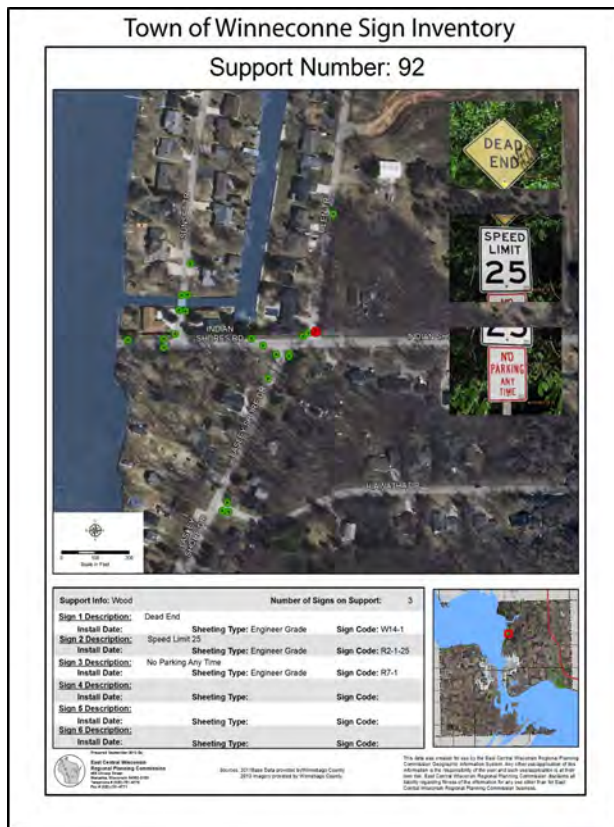 Town of Winneconne Sign Inventory
Support Number: 92
DEAD
END
SPEED
LIMIT
25
NO
25
NO
PARKING
ANY
TIME
INDIAN
SHORES RD
Scale in Feet
Support Info: Wood
Number of Signs on Support: 3
Sign 1 Description: Dead End
Install Date: Sheeting Type: Engineer Grade Sign Code: W14-1
Sign 2 Description: Speed Limit 25
Install Date: Sheeting Type: Engineer Grade Sign Code: R2-1-25
Sign 3 Description: No Parking Any Time
Install Date: Sheeting Type: Engineer Grade Sign Code: R7-1
Sign 4 Description:
Install Date: Sheeting Type: Sign Code:
Sign 5 Description:
Install Date: Sheeting Type: Sign Code:
Sign 6 Description:
Install Date: Sheeting Type: Sign Code:
East Central Wisconsin
Regional Planning Commission